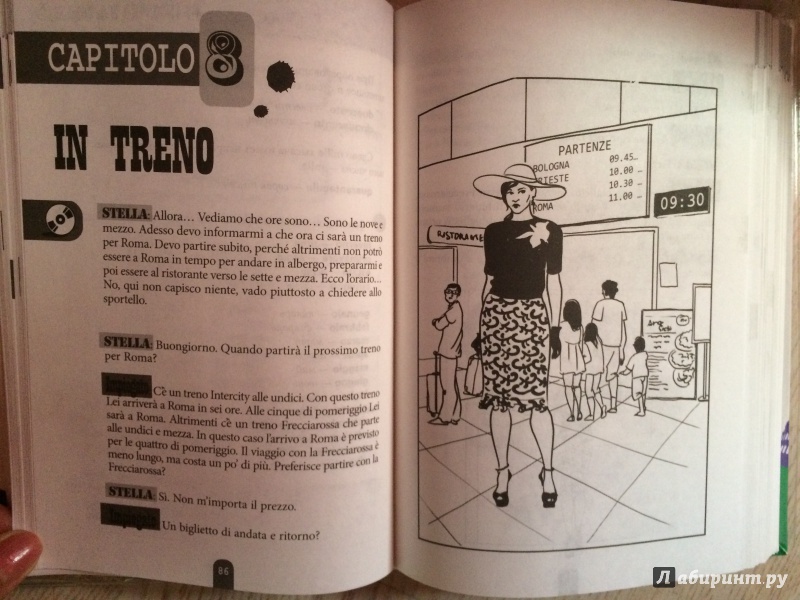 CAPITOLO 8
IN TRENO
STELLA: Allora... Vediamo che ore sono... Sono le nove e
mezzo. Adesso devo informarmi a che ora ci sarà un treno
per Roma. Devo partire subito, perché altrimenti non potrò
essere a Roma in tempo per andare in albergo, prepararmi e
poi essere al ristorante verso le sette e mezza. Ecco l'orario...
No, qui non capisco niente, vado piuttosto a chiedere allo
sportello.
STELLA: Buongiorno. Quando partirà il prossimo treno
per Roma?
C'è un treno Intercity alle undici. Con questo treno
Lei arriverà a Roma in sei ore. Alle cinque di pomeriggio Lei
sarà a Roma. Altrimenti c'è un treno Frecciarossa che parte
alle undici e mezza. In questo caso l'arrivo a Roma è previsto
per le quattro di pomeriggio. Il viaggio con la Frecciarossa è
meno lungo, ma costa un po' di più. Preferisce partire con la
Frecciarossa?
STELLA: Sì. Non m'importa il prezzo.
Un biglietto di andata e ritorno?
86
PARTENZE
BOLOGNA 09.45...
RIESTE 10.00 ...
10.30 ...
ROMA 11.00 ...
09:30
RISTORANTE
Лабиринт.ру